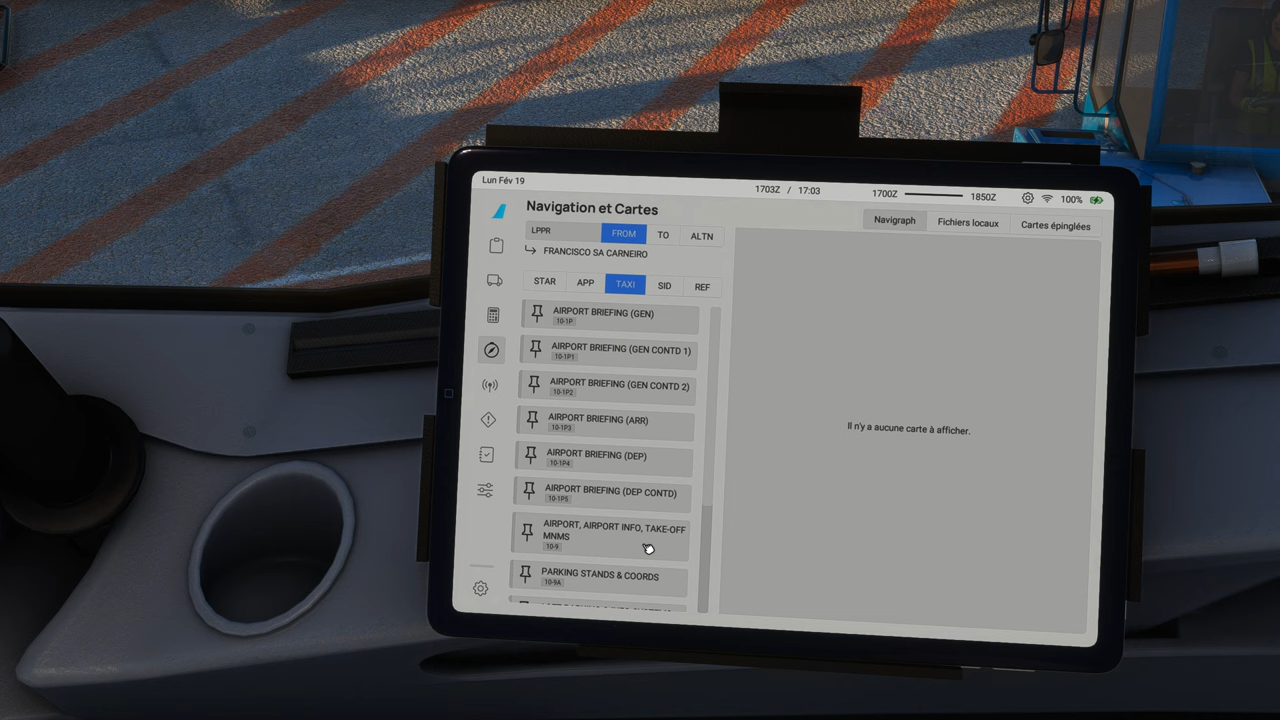 Lun Fév 19
1703Z / 17:03
1700Z
1850Z
100%
Navigation et Cartes
Navigraph
Fichiers locaux
Cartes épinglées
LPPR
FROM
TO
ALTN
FRANCISCO SA CARNEIRO
STAR
APP
TAXI
SID
REF
AIRPORT BRIEFING (GEN)
10-1P
AIRPORT BRIEFING (GEN CONTD 1)
10-1P1
AIRPORT BRIEFING (GEN CONTD 2)
10-1P2
AIRPORT BRIEFING (ARR)
10-1P3
AIRPORT BRIEFING (DEP)
10-1P4
AIRPORT BRIEFING (DEP CONTD)
10-1P5
AIRPORT, AIRPORT INFO, TAKE-OFF
MNMS
10-9
PARKING STANDS & COORDS
10-9A
Il n'y a aucune carte à afficher.